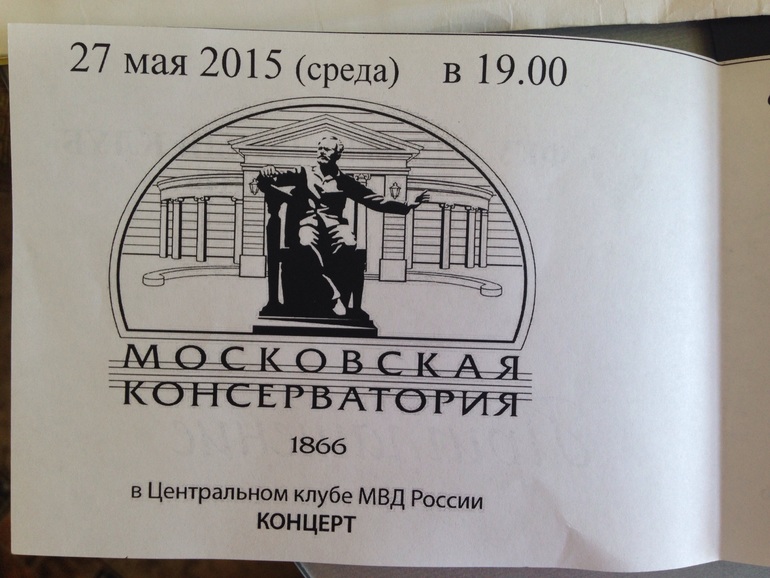 27 мая 2015 (среда) в 19.00
МОСКОВСКАЯ
КОНСЕРВАТОРИЯ
1866
в Центральном клубе МВД России
КОНЦЕРТ